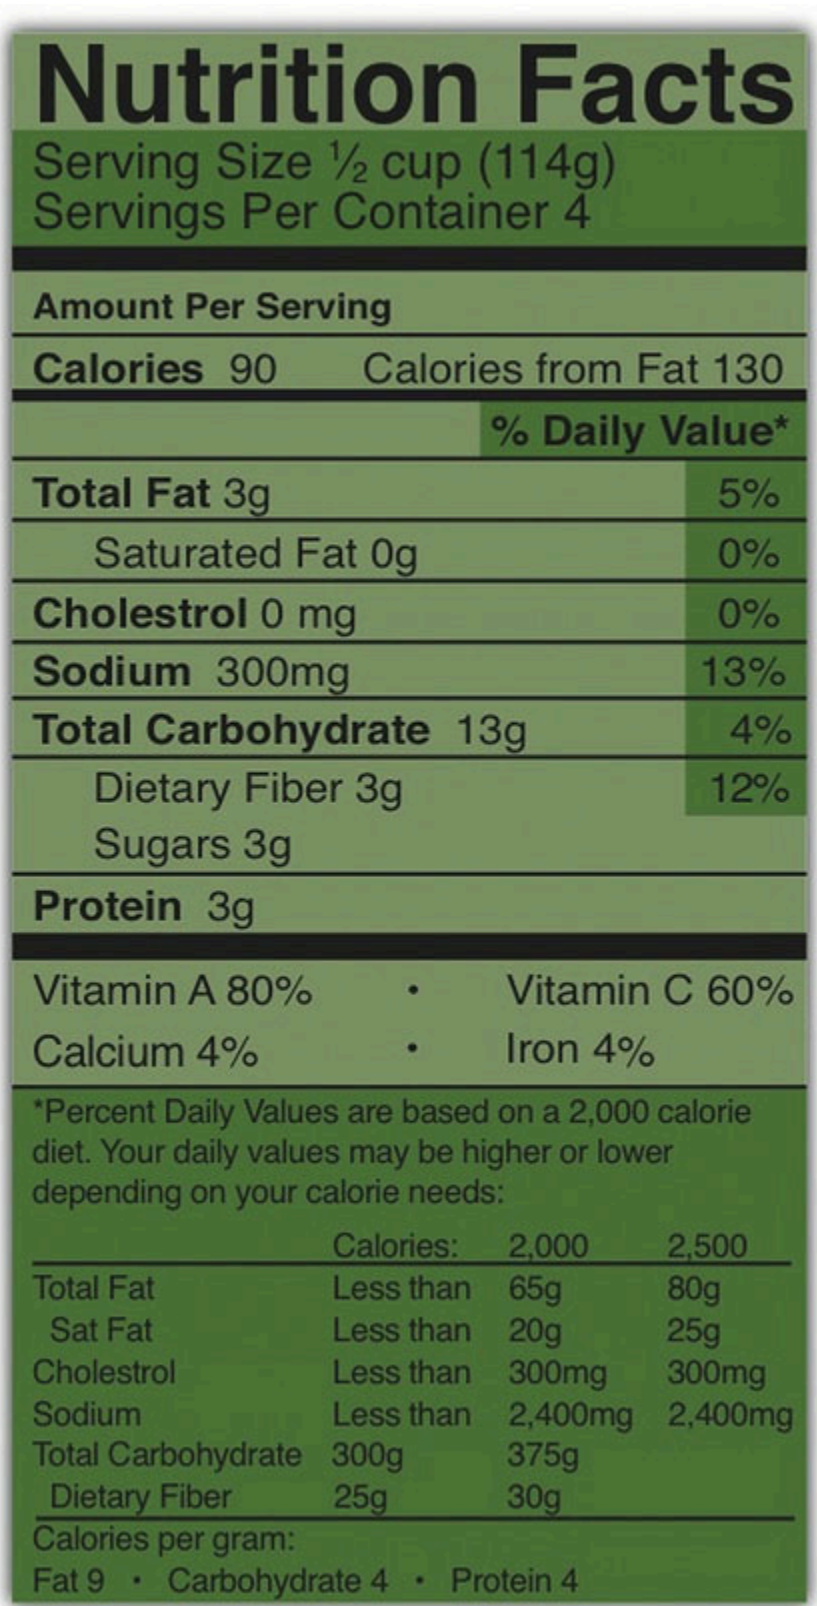 Nutrition Facts
Serving Size ½ cup (114g)
Servings Per Container 4
Amount Per Serving
Calories 90 Calories from Fat 130
% Daily Value*
Total Fat 3g 5%
Saturated Fat 0g 0%
Cholestrol 0 mg 0%
Sodium 300mg 13%
Total Carbohydrate 13g 4%
Dietary Fiber 3g 12%
Sugars 3g
Protein 3g
Vitamin A 80% • Vitamin C 60%
Calcium 4% • Iron 4%
*Percent Daily Values are based on a 2,000 calorie
diet. Your daily values may be higher or lower
depending on your calorie needs:
Calories: 2,000 2,500
Total Fat Less than 65g 80g
Sat Fat Less than 20g 25g
Cholestrol Less than 300mg 300mg
Sodium Less than 2,400mg 2,400mg
Total Carbohydrate 300g 375g
Dietary Fiber 25g 30g
Calories per gram:
Fat 9 • Carbohydrate 4 • Protein 4